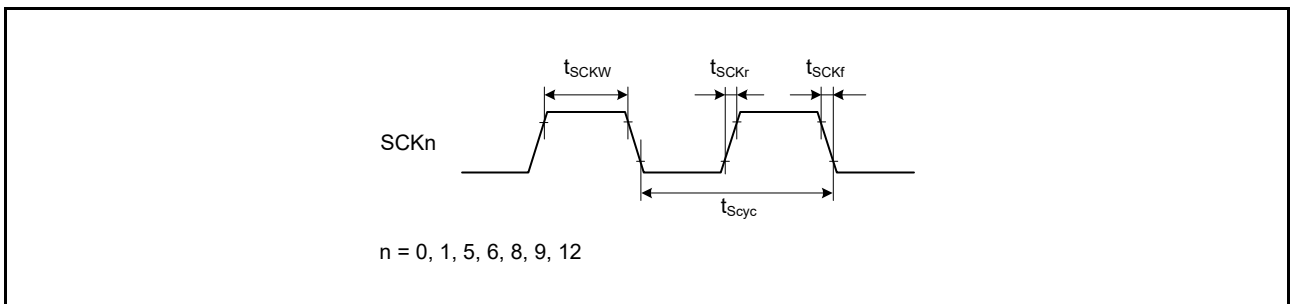 tSCKW
tSCKr
tSCKf
SCKn
tScyc
n = 0, 1, 5, 6, 8, 9, 12